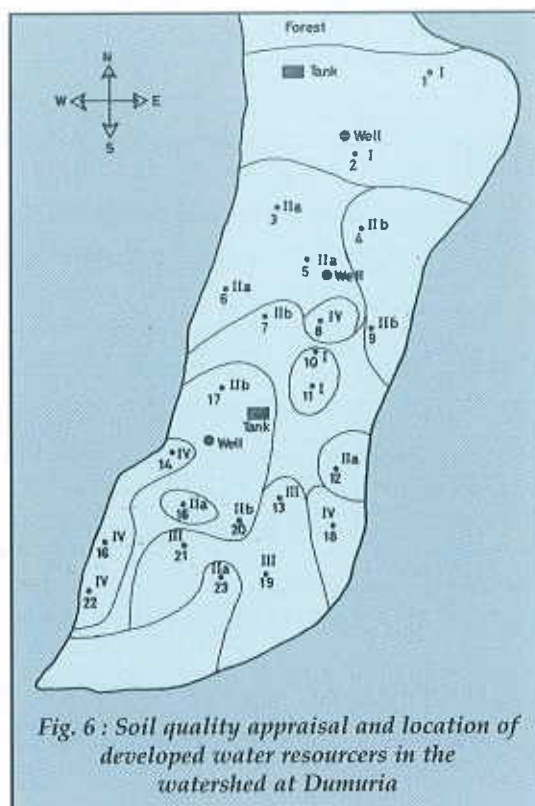 Forest
N
W E
S
Tank
1 I
Well
2 I
3 IIa
4 IIb
5 IIa
Well
6 IIa
7 IIb
8 IV
9 IIb
10 I
11 I
17 IIb
Tank
Well
14 IV
12 IIa
16 IIa
13 III
20 IIb
18 IV
16 IV
21 III
19 III
23 IIa
22 IV
Fig. 6 : Soil quality appraisal and location of
developed water resourcers in the
watershed at Dumuria